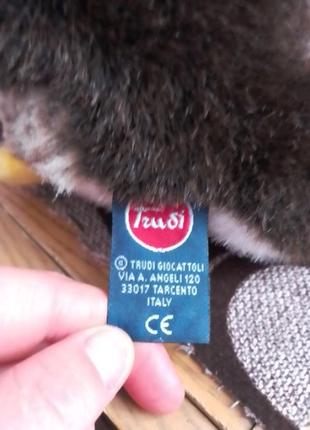 Trudi
© TRUDI GIOCATTOLI
VIA A. ANGELI 120
33017 TARCENTO
ITALY
CE